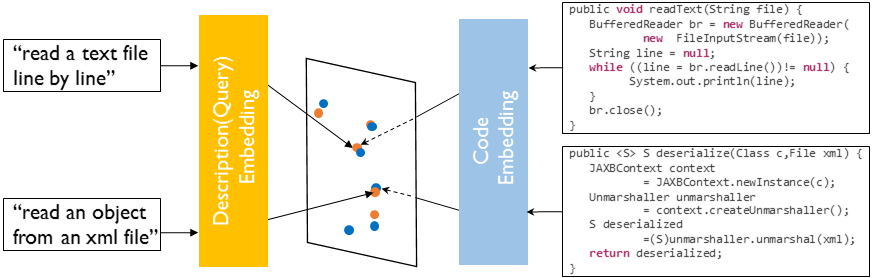 “read a text file
line by line”
“read an object
from an xml file”
Description(Query)
Embedding
Code
Embedding
public void readText(String file) {
BufferedReader br = new BufferedReader(
new FileInputStream(file));
String line = null;
while ((line = br.readLine())!= null) {
System.out.println(line);
}
br.close();
}
public <S> S deserialize(Class c,File xml) {
JAXBContext context
= JAXBContext.newInstance(c);
Unmarshaller unmarshaller
= context.createUnmarshaller();
S deserialized
=(S)unmarshaller.unmarshal(xml);
return deserialized;
}